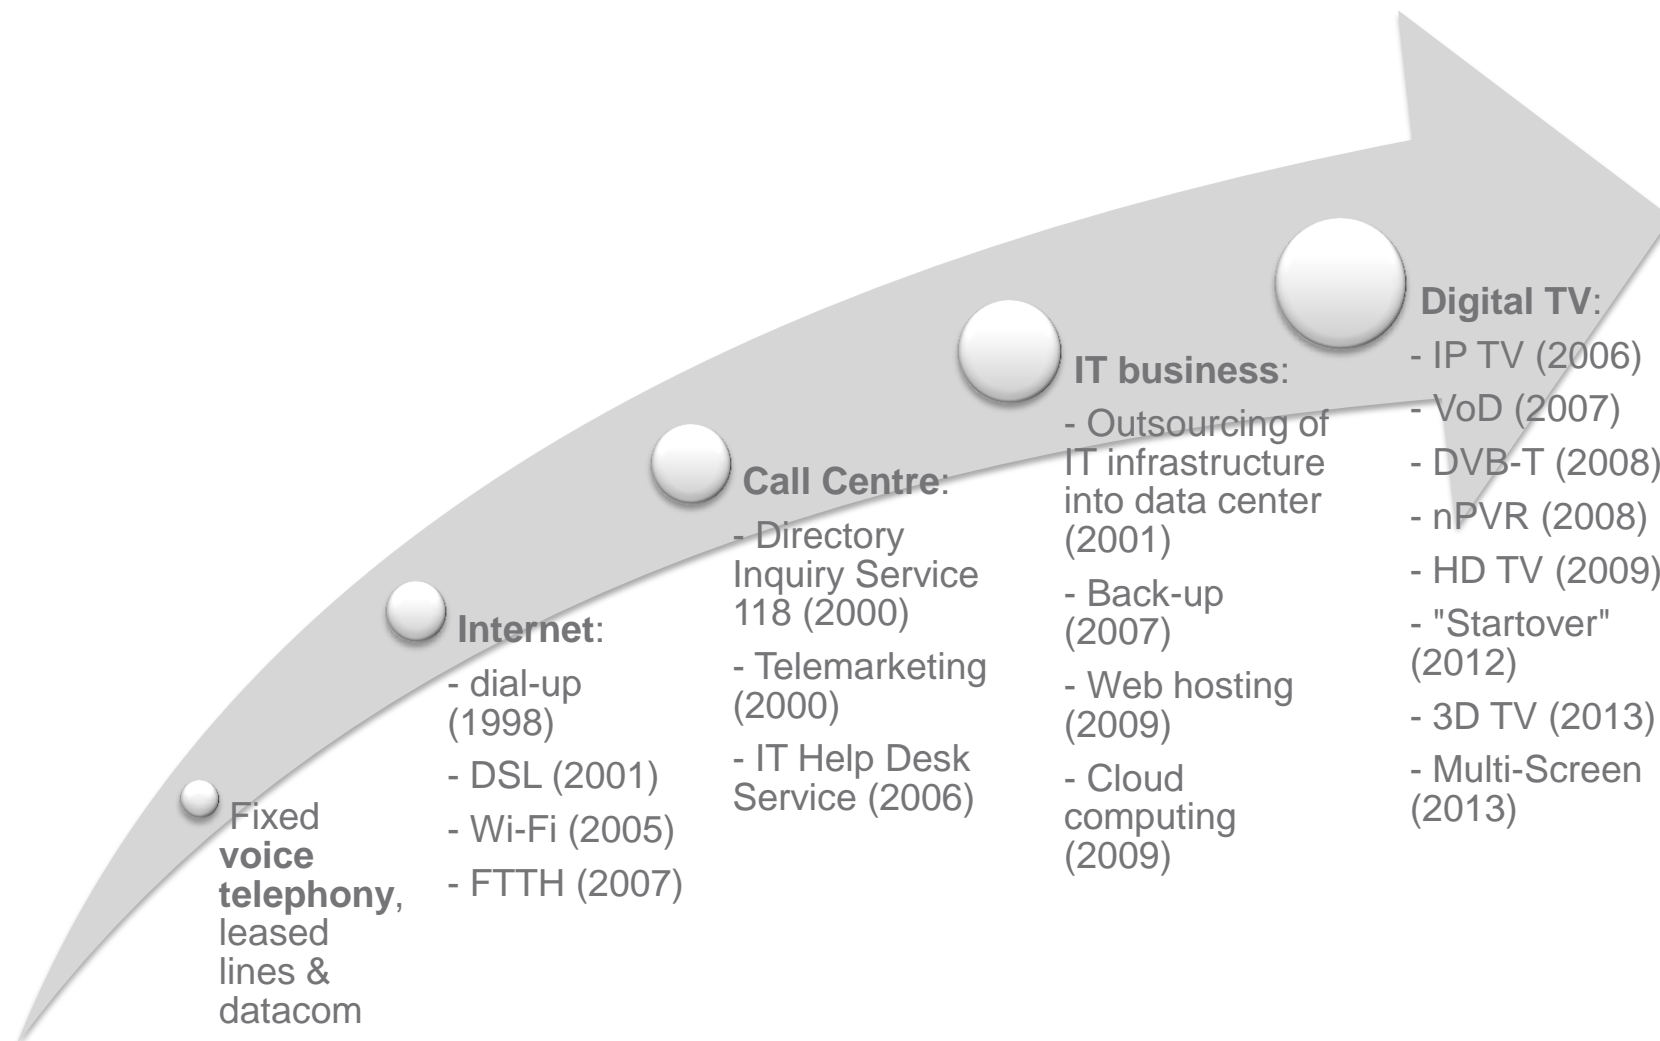 Fixed
voice
telephony,
leased
lines &
datacom
Internet:
- dial-up
(1998)
- DSL (2001)
- Wi-Fi (2005)
- FTTH (2007)
Call Centre:
- Directory
Inquiry Service
118 (2000)
- Telemarketing
(2000)
- IT Help Desk
Service (2006)
IT business:
- Outsourcing of
IT infrastructure
into data center
(2001)
- Back-up
(2007)
- Web hosting
(2009)
- Cloud
computing
(2009)
Digital TV:
- IP TV (2006)
- VoD (2007)
- DVB-T (2008)
- nPVR (2008)
- HD TV (2009)
- "Startover"
(2012)
- 3D TV (2013)
- Multi-Screen
(2013)